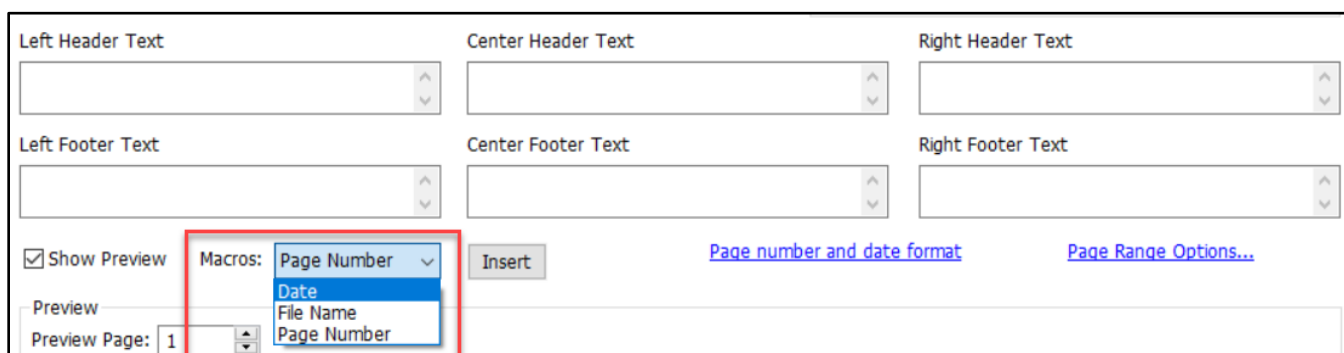 Left Header Text Center Header Text Right Header Text
Left Footer Text Center Footer Text Right Footer Text
Show Preview Macros: Page Number Insert Page number and date format Page Range Options...
Date
File Name
Page Number
Preview
Preview Page: 1